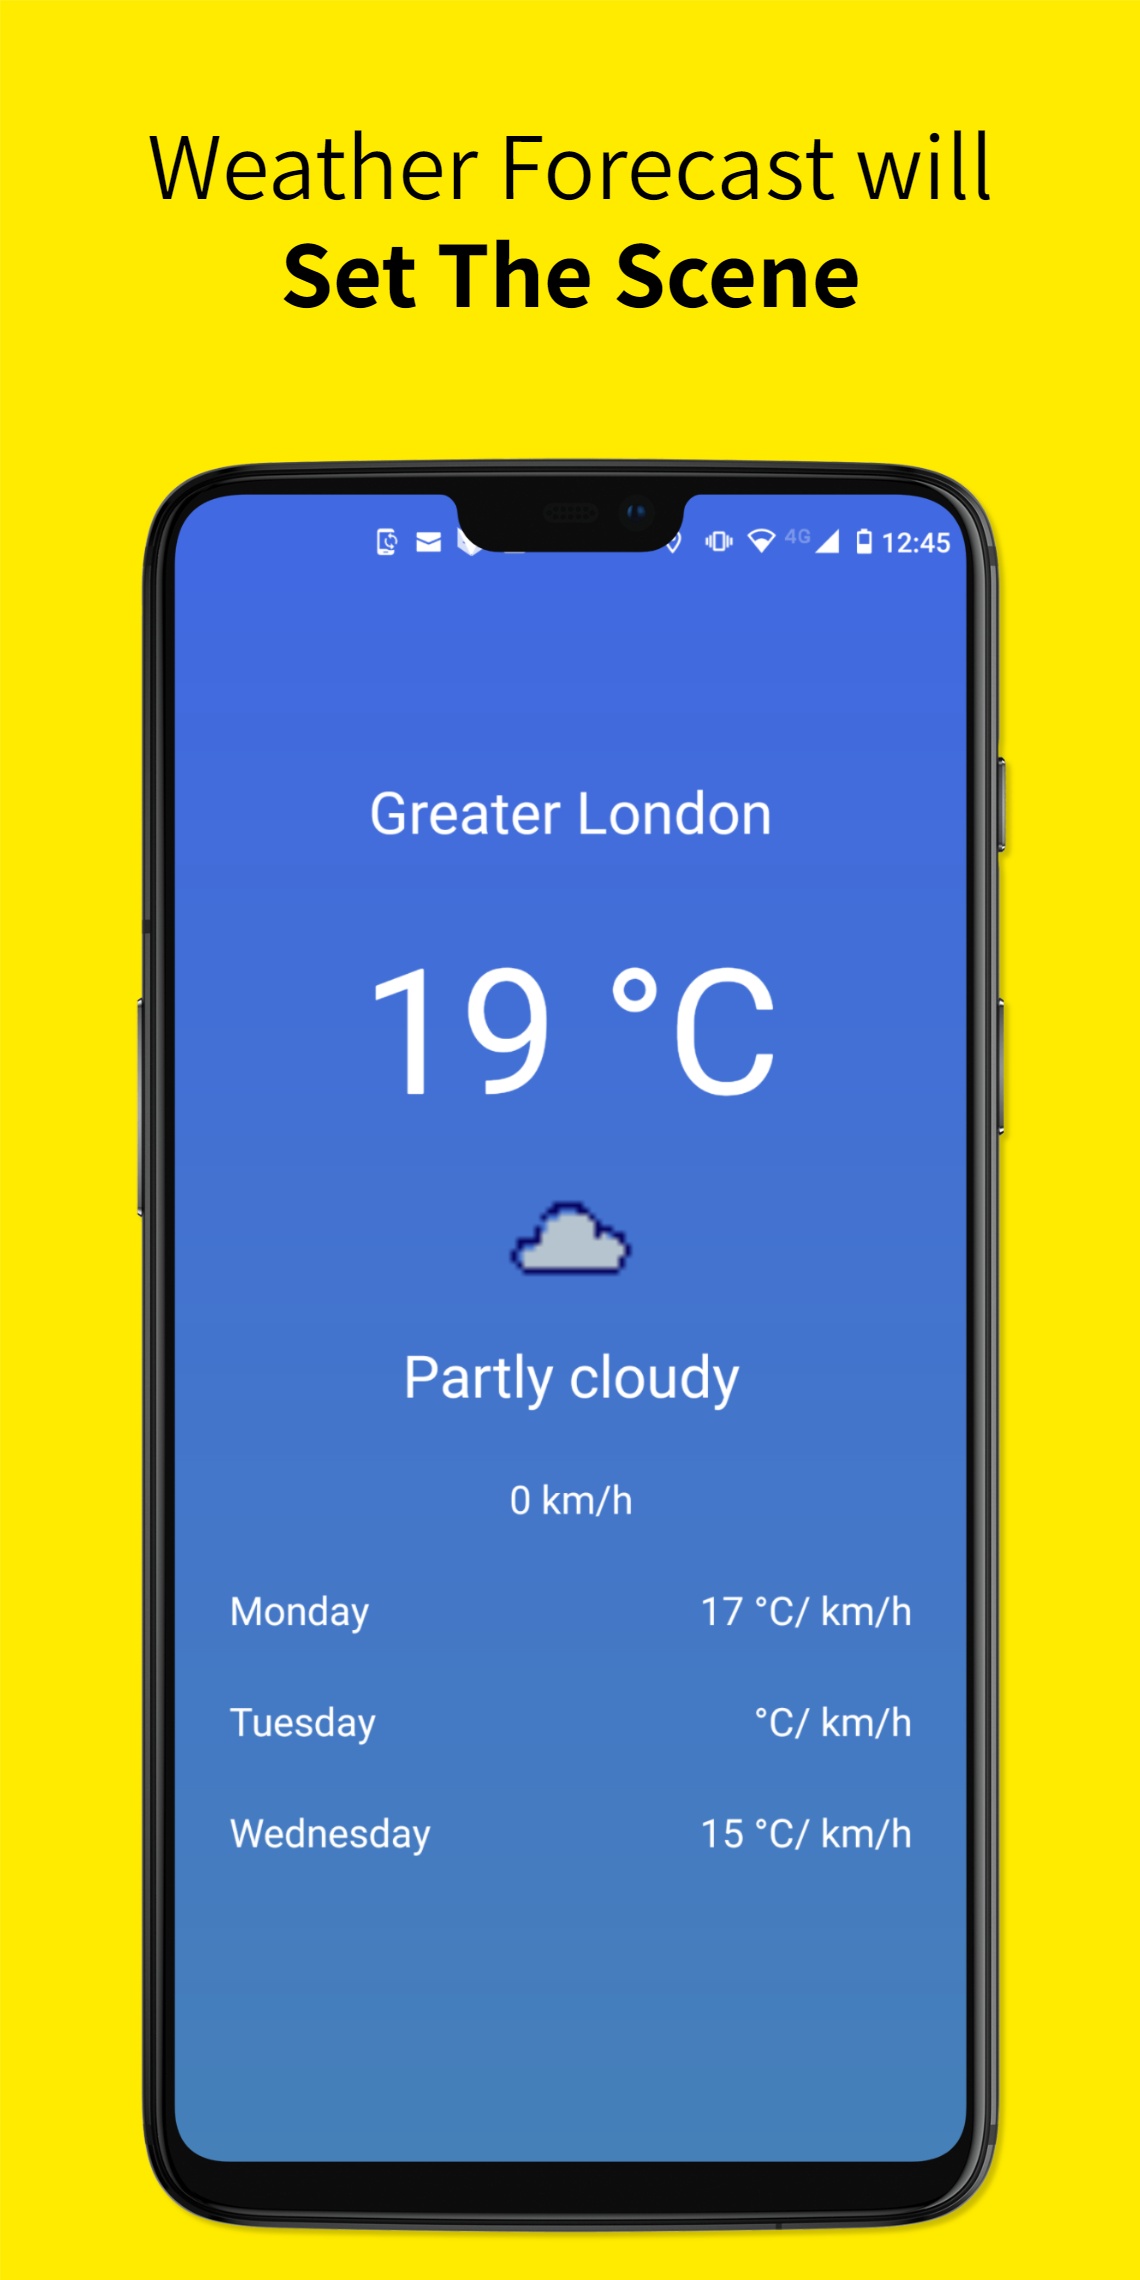 Weather Forecast will
Set The Scene
4G 12:45
Greater London
19 °C
Partly cloudy
0 km/h
Monday 17 °C/ km/h
Tuesday °C/ km/h
Wednesday 15 °C/ km/h